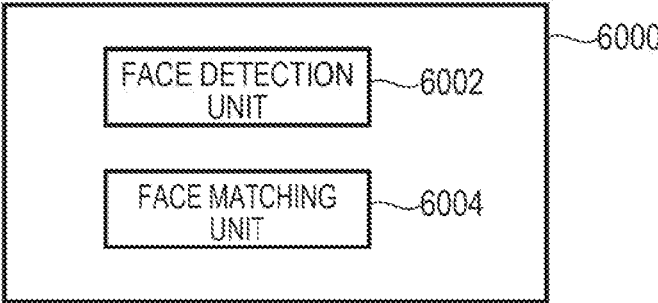 6000
FACE DETECTION
UNIT
6002
FACE MATCHING
UNIT
6004